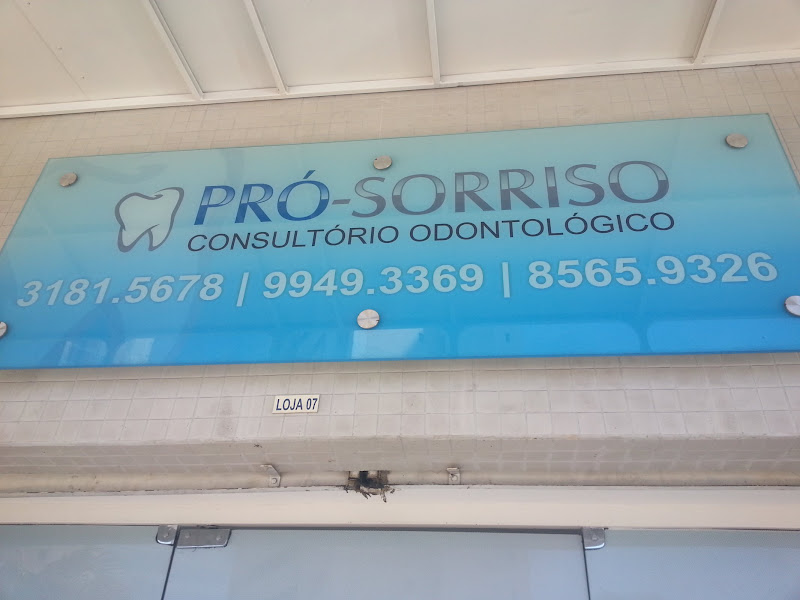 PRÓ-SORRISO
CONSULTÓRIO ODONTOLÓGICO
3181.5678 | 9949.3369 | 8565.9326
LOJA 07